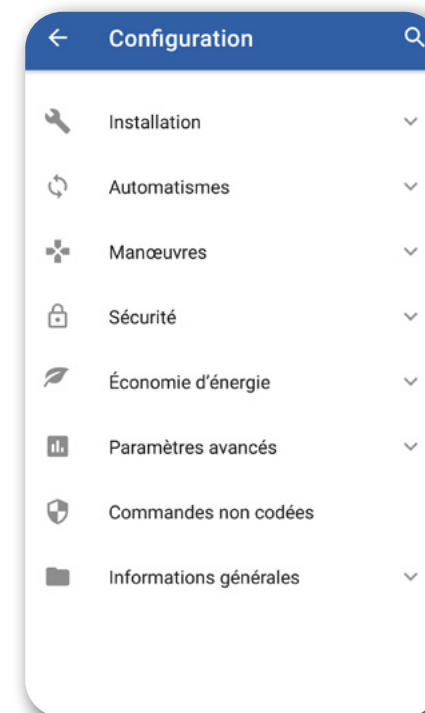 Configuration
Installation
Automatismes
Manœuvres
Sécurité
Économie d'énergie
Paramètres avancés
Commandes non codées
Informations générales